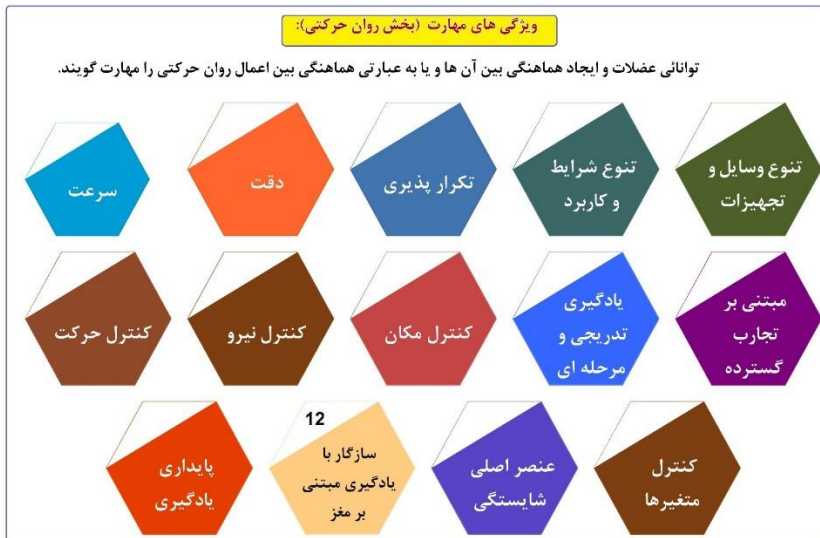 ویژگی های مهارت (بخش روان حرکتی):
توانائی عضلات و ایجاد هماهنگی بین آن ها و یا به عبارتی هماهنگی بین اعمال روان حرکتی را مهارت گویند.
تنوع وسایل و
تجهیزات
تنوع شرایط
و کاربرد
تکرار پذیری
دقت
سرعت
مبتنی بر
تجارب
گسترده
یادگیری
تدریجی و
مرحله ای
کنترل مکان
کنترل نیرو
کنترل حرکت
کنترل
متغیرها
عنصر اصلی
شایستگی
12
سازگار با
یادگیری مبتنی
بر مغز
پایداری
یادگیری